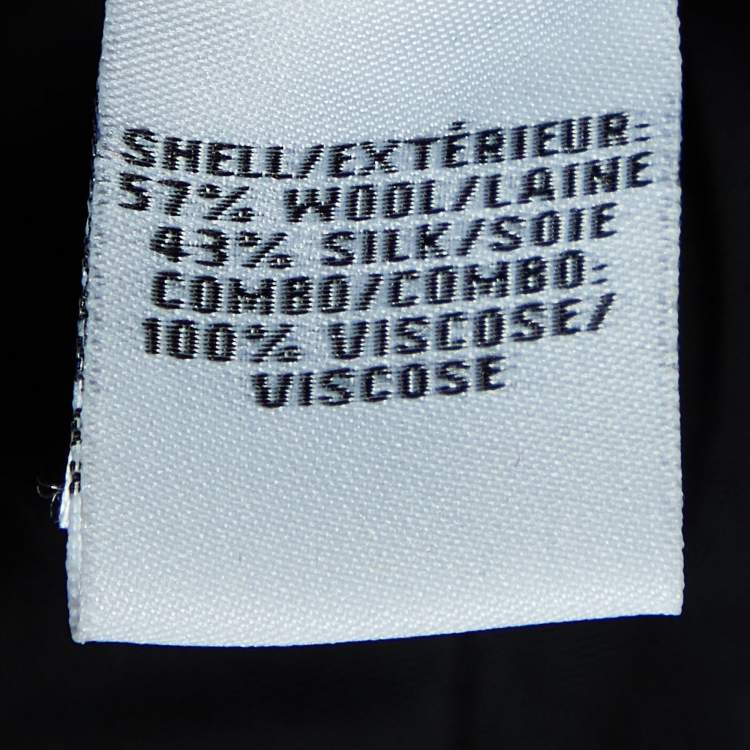 SHELL/EXTÉRIEUR:
57% WOOL/LAINE
43% SILK/SOIE
COMBO/COMBO:
100% VISCOSE/
VISCOSE